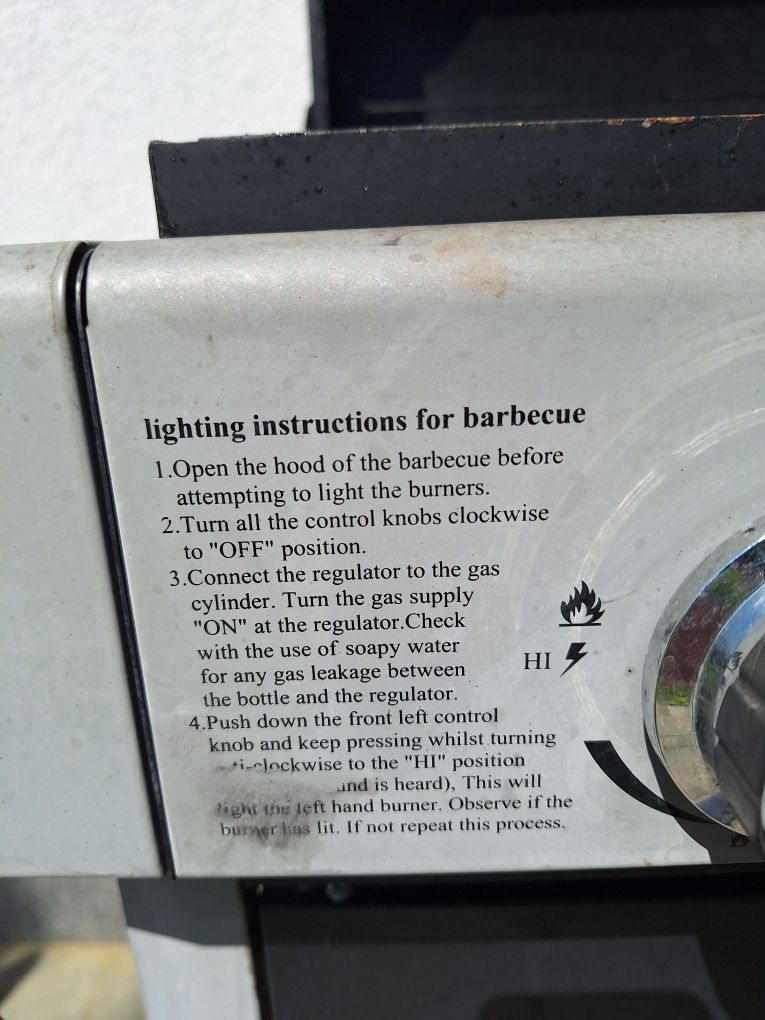 lighting instructions for barbecue
1.Open the hood of the barbecue before
attempting to light the burners.
2.Turn all the control knobs clockwise
to "OFF" position.
3.Connect the regulator to the gas
cylinder. Turn the gas supply
"ON" at the regulator.Check
with the use of soapy water
for any gas leakage between
the bottle and the regulator.
4.Push down the front left control
knob and keep pressing whilst turning
to the "HI" position
is heard), This will
light the left hand burner. Observe if the
burner has lit. If not repeat this process.
HI